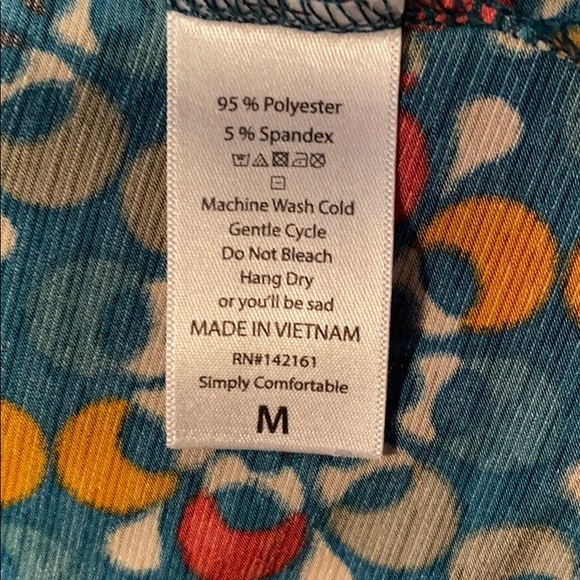 95 % Polyester
5 % Spandex
Machine Wash Cold
Gentle Cycle
Do Not Bleach
Hang Dry
or you'll be sad
MADE IN VIETNAM
RN#142161
Simply Comfortable
M